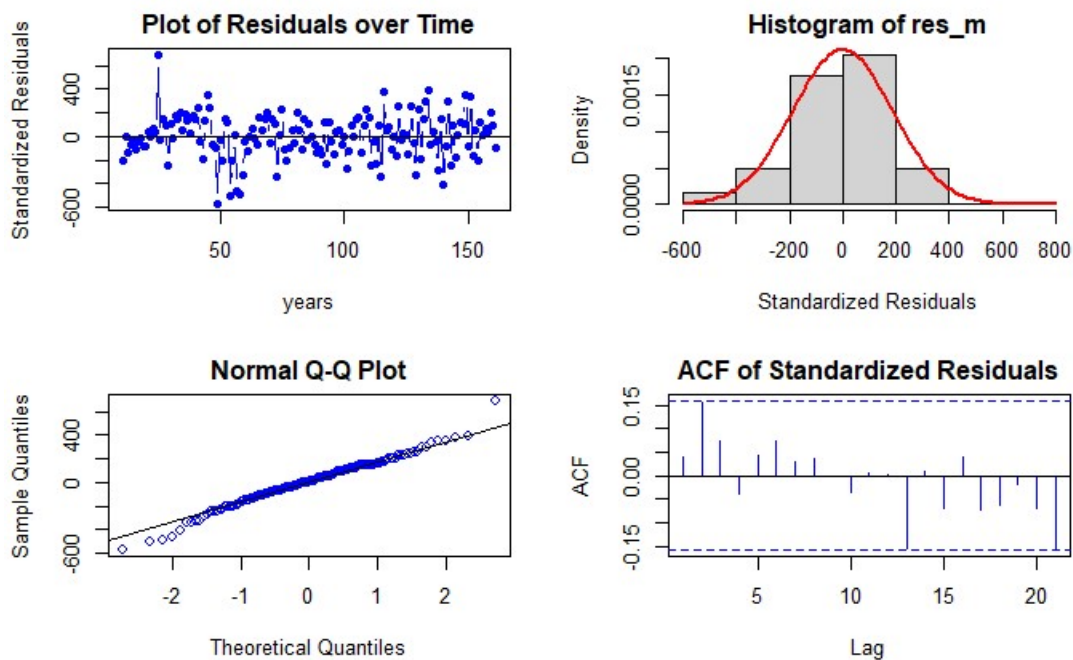 Plot of Residuals over Time
Standardized Residuals
400
0
-600
50
100
150
years
Histogram of res_m
Density
0.0015
0.0000
-600
-200
0
200
400
600
800
Standardized Residuals
Normal Q-Q Plot
Sample Quantiles
400
0
-600
-2
-1
0
1
2
Theoretical Quantiles
ACF of Standardized Residuals
ACF
0.15
0.00
-0.15
5
10
15
20
Lag